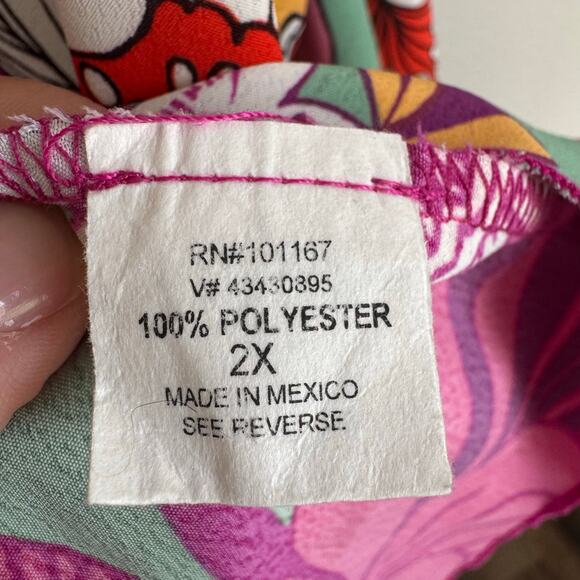 RN#101167
V# 43430895
100% POLYESTER
2X
MADE IN MEXICO
SEE REVERSE